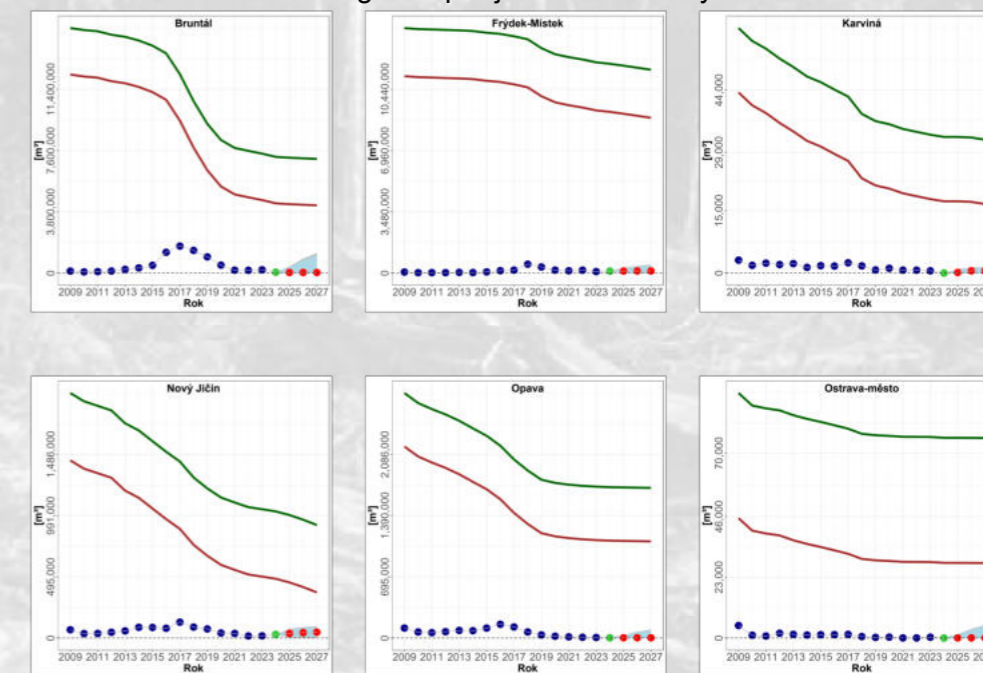 Bruntál
[m³]
11,400,000
7,600,000
3,800,000
0
2009 2011 2013 2015 2017 2019 2021 2023 2025 2027
Rok
Frýdek-Místek
[m³]
10,440,000
6,960,000
3,480,000
0
2009 2011 2013 2015 2017 2019 2021 2023 2025 2027
Rok
Karviná
[m³]
44,000
29,000
15,000
0
2009 2011 2013 2015 2017 2019 2021 2023 2025
Rok
Nový Jičín
[m³]
1,486,000
991,000
495,000
0
2009 2011 2013 2015 2017 2019 2021 2023 2025 2027
Rok
Opava
[m³]
2,086,000
1,390,000
695,000
0
2009 2011 2013 2015 2017 2019 2021 2023 2025 2027
Rok
Ostrava-město
[m³]
70,000
46,000
23,000
0
2009 2011 2013 2015 2017 2019 2021 2023 2025
Rok